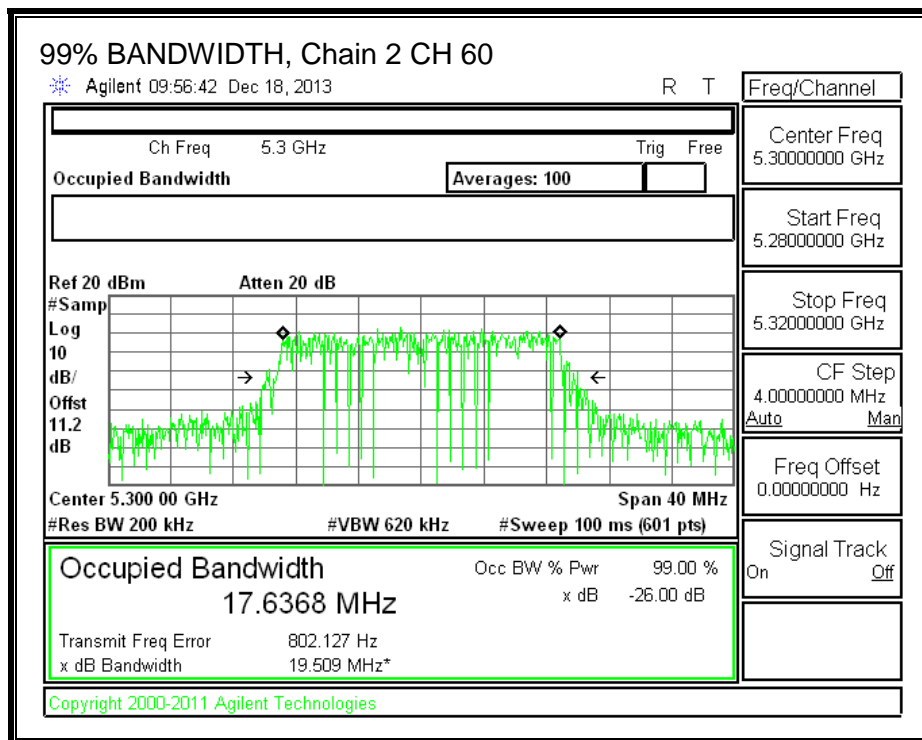 99% BANDWIDTH, Chain 2 CH 60
Agilent 09:56:42 Dec 18, 2013 R T
Freq/Channel
Ch Freq 5.3 GHz Trig Free
Occupied Bandwidth Averages: 100
Center Freq
5.30000000 GHz
Start Freq
5.28000000 GHz
Stop Freq
5.32000000 GHz
CF Step
4.00000000 MHz
Auto Man
Freq Offset
0.00000000 Hz
Signal Track
On Off
Ref 20 dBm Atten 20 dB
#Samp
Log
10
dB/
Offst
11.2
dB
Center 5.300 00 GHz Span 40 MHz
#Res BW 200 kHz #VBW 620 kHz #Sweep 100 ms (601 pts)
Occupied Bandwidth Occ BW % Pwr 99.00 %
17.6368 MHz x dB -26.00 dB
Transmit Freq Error 802.127 Hz
x dB Bandwidth 19.509 MHz*
Copyright 2000-2011 Agilent Technologies